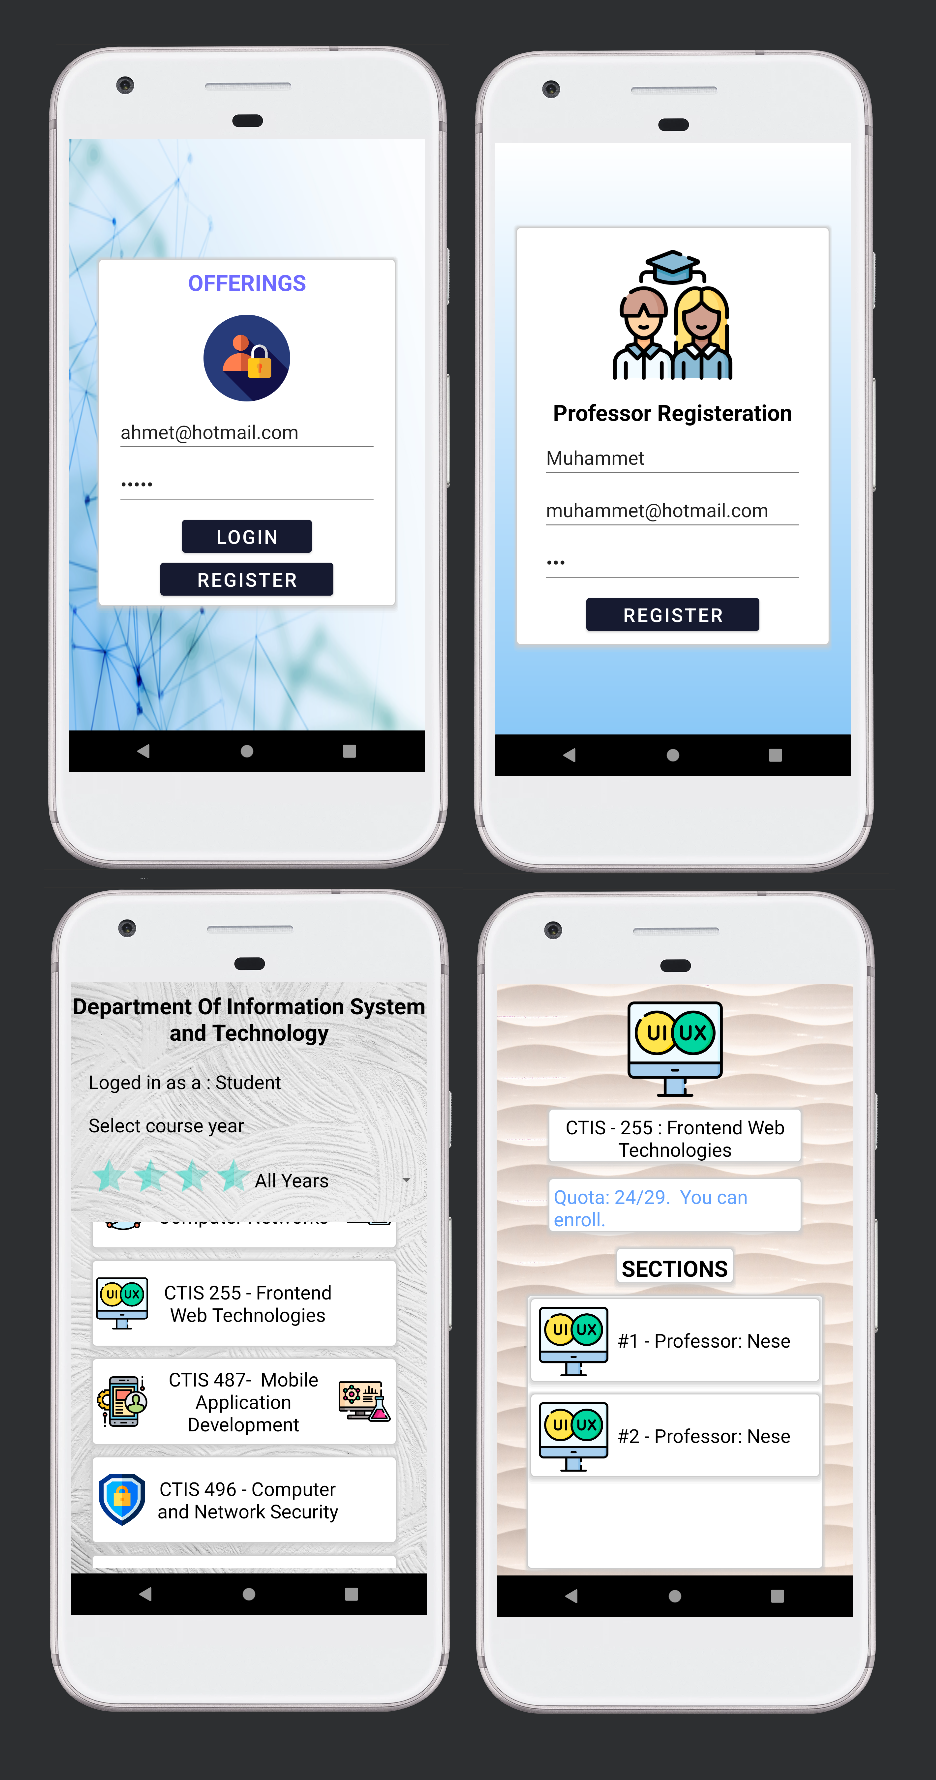 OFFERINGS
ahmet@hotmail.com
•••••
LOGIN
REGISTER
Professor Registeration
Muhammet
muhammet@hotmail.com
•••
REGISTER
Department Of Information System
and Technology
Loged in as a : Student
Select course year
All Years
Computer Networks
CTIS 255 - Frontend
Web Technologies
CTIS 487-  Mobile
Application
Development
CTIS 496 - Computer
and Network Security
UI UX
UI UX
CTIS - 255 : Frontend Web
Technologies
Quota: 24/29.  You can
enroll.
SECTIONS
UI UX
#1 - Professor: Nese
UI UX
#2 - Professor: Nese